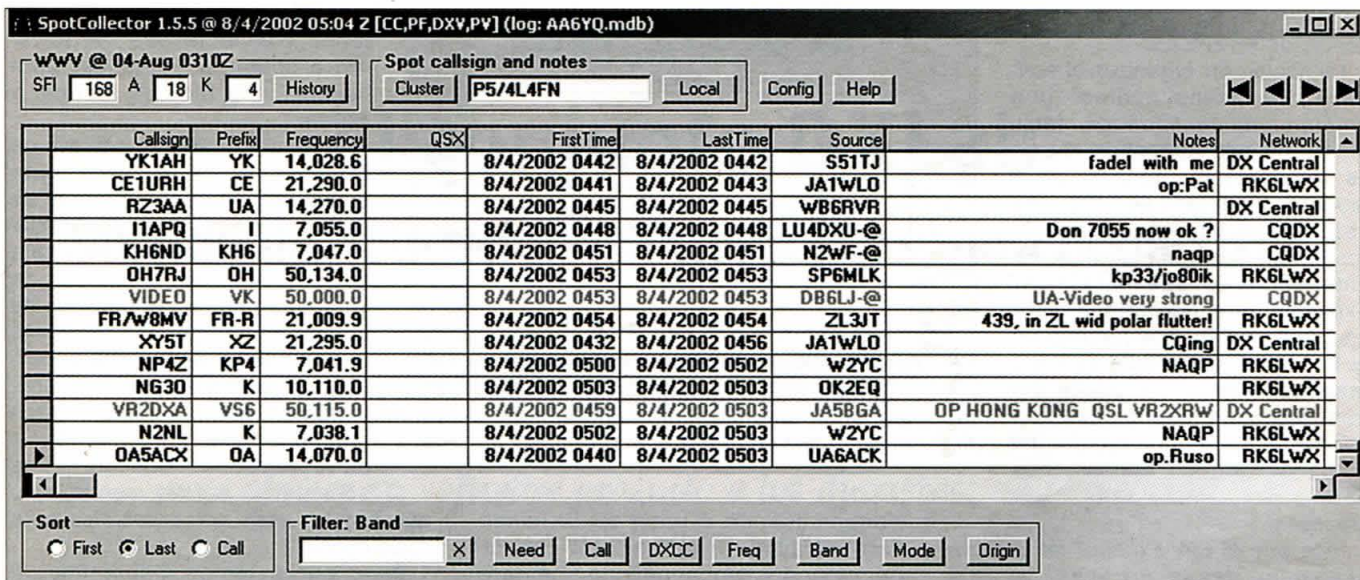 SpotCollector 1.5.5 @ 8/4/2002 05:04 Z [CC,PF,DXV,PV] (log: AA6YQ.mdb)
WWV @ 04-Aug 0310Z Spot callsign and notes
SFI 168 A 18 K 4 History Cluster P5/4L4FN Local Config Help
Callsign Prefix Frequency QSX FirstTime LastTime Source Notes Network
YK1AH YK 14,028.6 8/4/2002 0442 8/4/2002 0442 S51TJ fadel with me DX Central
CE1URH CE 21,290.0 8/4/2002 0441 8/4/2002 0443 JA1WLO op:Pat RK6LWX
RZ3AA UA 14,270.0 8/4/2002 0445 8/4/2002 0445 WB6RVR DX Central
I1APQ I 7,055.0 8/4/2002 0448 8/4/2002 0448 LU4DXU-@ Don 7055 now ok ? CQDX
KH6ND KH6 7,047.0 8/4/2002 0451 8/4/2002 0451 N2WF-@ naqp CQDX
OH7RJ OH 50,134.0 8/4/2002 0453 8/4/2002 0453 SP6MLK kp33/jo80ik RK6LWX
VIDEO VK 50,000.0 8/4/2002 0453 8/4/2002 0453 DB6LJ-@ UA-Video very strong CQDX
FR/W8MV FR-R 21,009.9 8/4/2002 0454 8/4/2002 0454 ZL3JT 439, in ZL wid polar flutter! RK6LWX
XY5T XZ 21,295.0 8/4/2002 0432 8/4/2002 0456 JA1WLO CQing DX Central
NP4Z KP4 7,041.9 8/4/2002 0500 8/4/2002 0502 W2YC NAQP RK6LWX
NG3O K 10,110.0 8/4/2002 0503 8/4/2002 0503 OK2EQ RK6LWX
VR2DXA VS6 50,115.0 8/4/2002 0459 8/4/2002 0503 JA5BGA OP HONG KONG QSL VR2XRW DX Central
N2NL K 7,038.1 8/4/2002 0502 8/4/2002 0503 W2YC NAQP RK6LWX
OA5ACX OA 14,070.0 8/4/2002 0440 8/4/2002 0503 UA6ACK op.Ruso RK6LWX
Sort Filter: Band
First Last Call X Need Call DXCC Freq Band Mode Origin